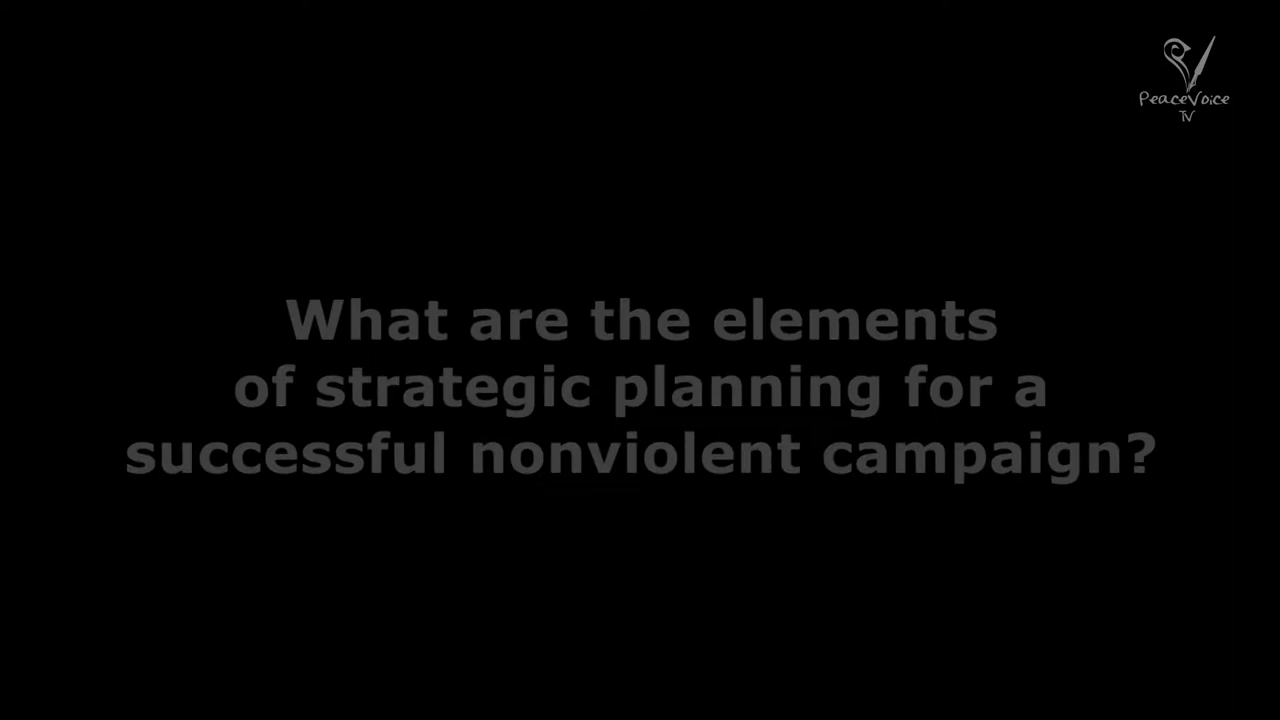 PeaceVoice
TV
What are the elements
of strategic planning for a
successful nonviolent campaign?